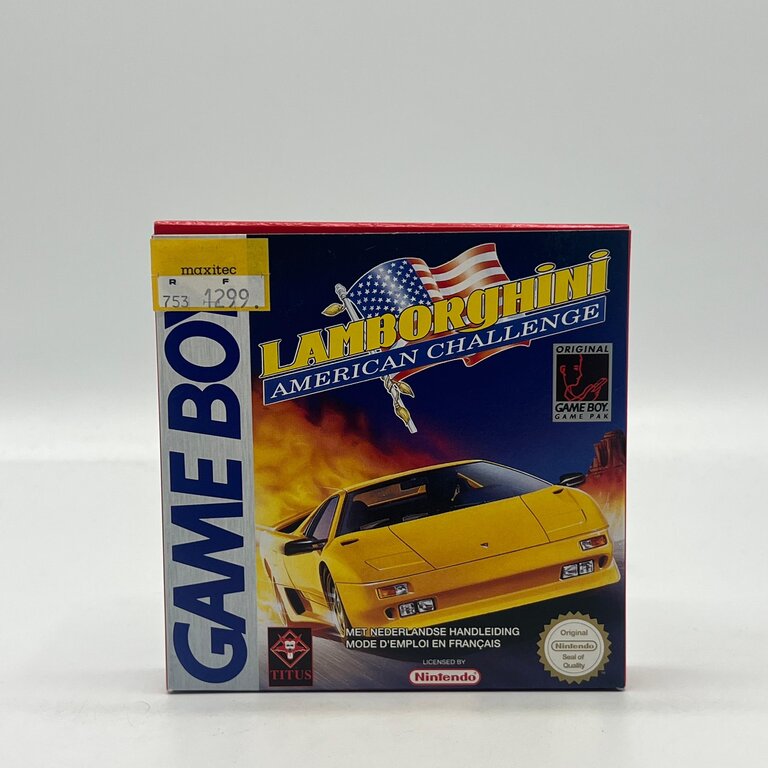 maxitec
R F
753 1299.
GAME BOY
LAMBORGHINI
AMERICAN CHALLENGE
ORIGINAL
GAME BOY
GAME PAK
MET NEDERLANDSE HANDLEIDING
MODE D'EMPLOI EN FRANÇAIS
LICENSED BY
Nintendo
TITUS
Original
Nintendo
Seal of
Quality